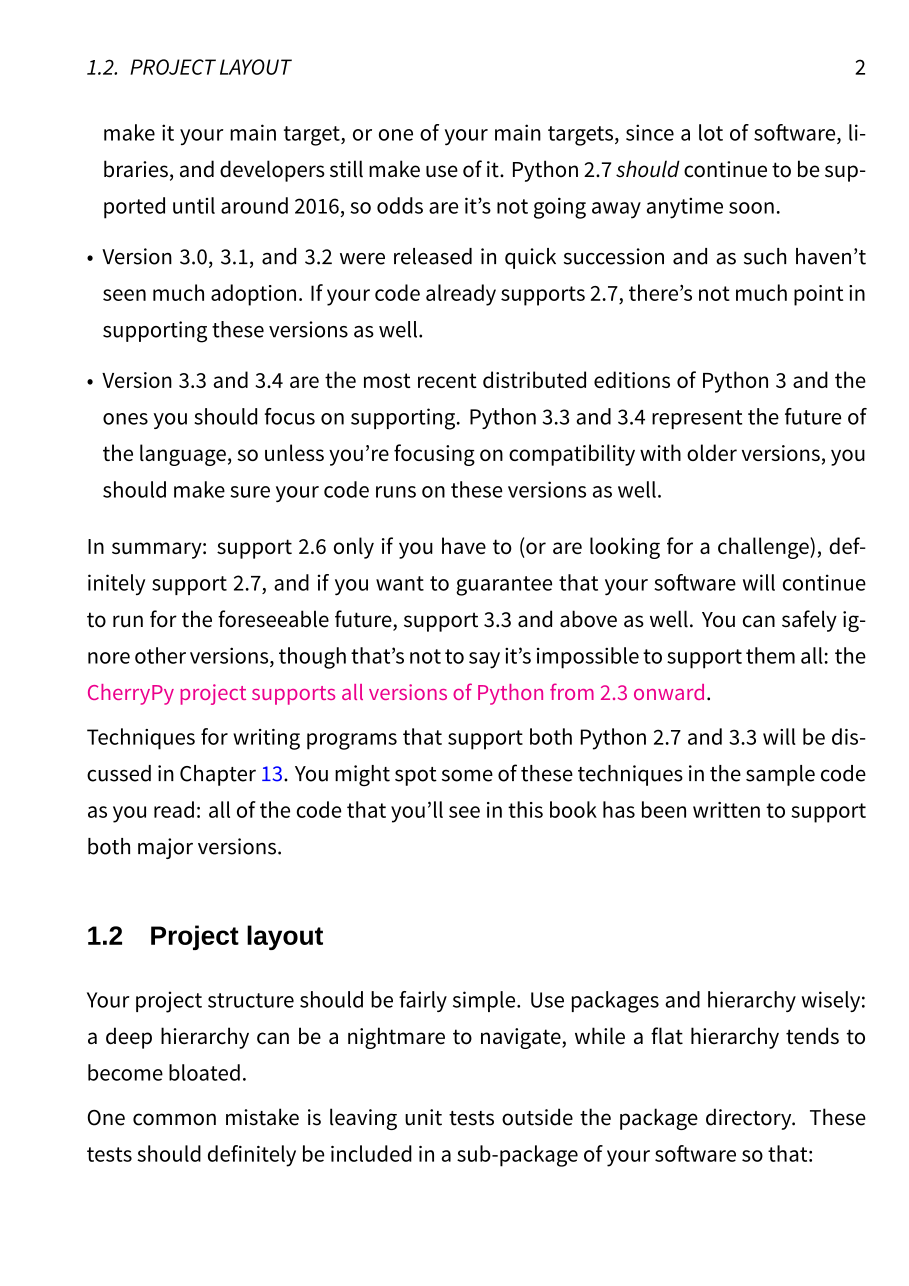 1.2. PROJECT LAYOUT 2
make it your main target, or one of your main targets, since a lot of software, li-
braries, and developers still make use of it. Python 2.7 should continue to be sup-
ported until around 2016, so odds are it's not going away anytime soon.
• Version 3.0, 3.1, and 3.2 were released in quick succession and as such haven't
seen much adoption. If your code already supports 2.7, there's not much point in
supporting these versions as well.
• Version 3.3 and 3.4 are the most recent distributed editions of Python 3 and the
ones you should focus on supporting. Python 3.3 and 3.4 represent the future of
the language, so unless you're focusing on compatibility with older versions, you
should make sure your code runs on these versions as well.
In summary: support 2.6 only if you have to (or are looking for a challenge), def-
initely support 2.7, and if you want to guarantee that your software will continue
to run for the foreseeable future, support 3.3 and above as well. You can safely ig-
nore other versions, though that's not to say it's impossible to support them all: the
CherryPy project supports all versions of Python from 2.3 onward.
Techniques for writing programs that support both Python 2.7 and 3.3 will be dis-
cussed in Chapter 13. You might spot some of these techniques in the sample code
as you read: all of the code that you'll see in this book has been written to support
both major versions.
1.2 Project layout
Your project structure should be fairly simple. Use packages and hierarchy wisely:
a deep hierarchy can be a nightmare to navigate, while a flat hierarchy tends to
become bloated.
One common mistake is leaving unit tests outside the package directory. These
tests should definitely be included in a sub-package of your software so that: